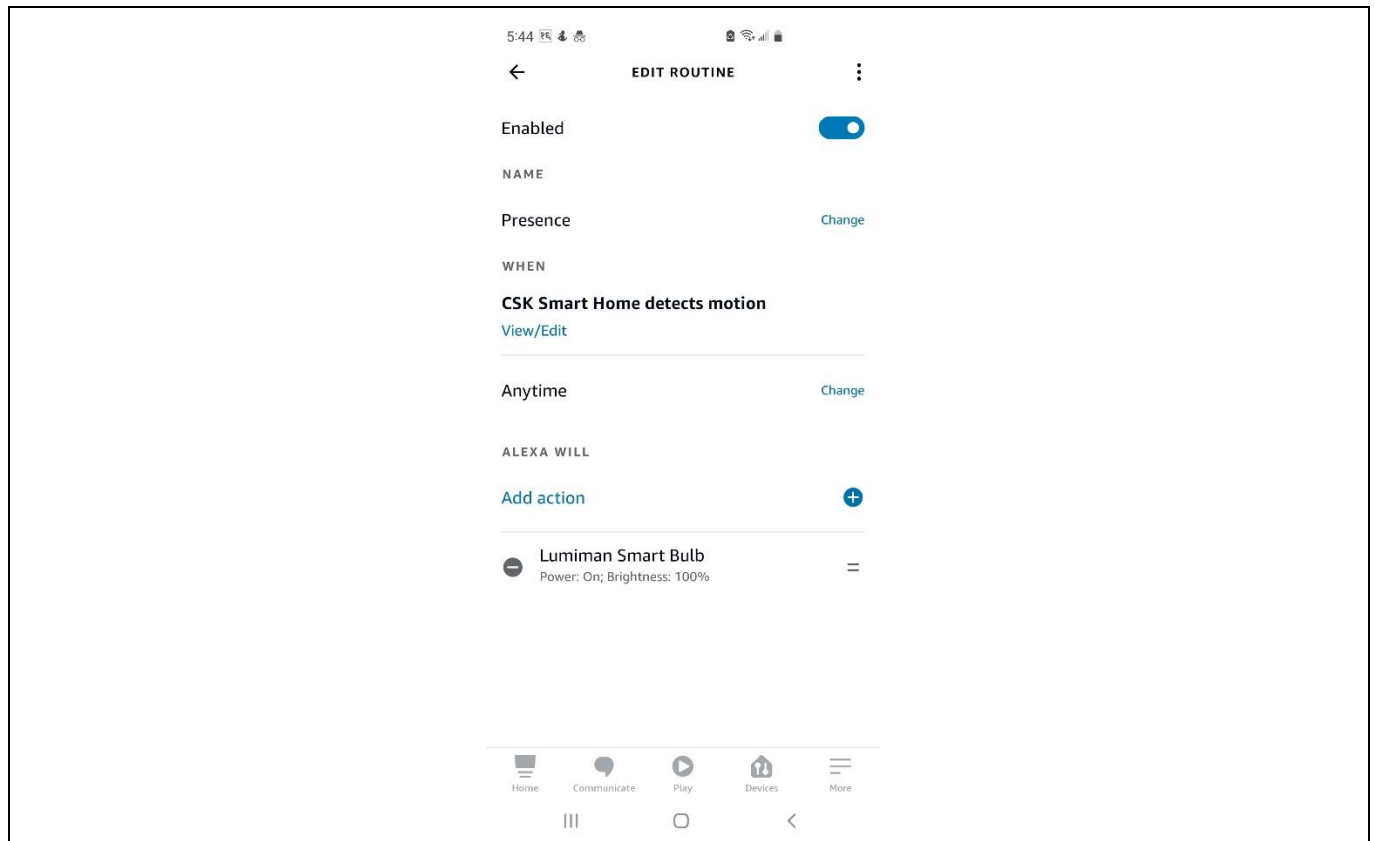 5:44
EDIT ROUTINE
Enabled
NAME
Presence Change
WHEN
CSK Smart Home detects motion
View/Edit
Anytime Change
ALEXA WILL
Add action
Lumiman Smart Bulb
Power: On; Brightness: 100%
Home Communicate Play Devices More